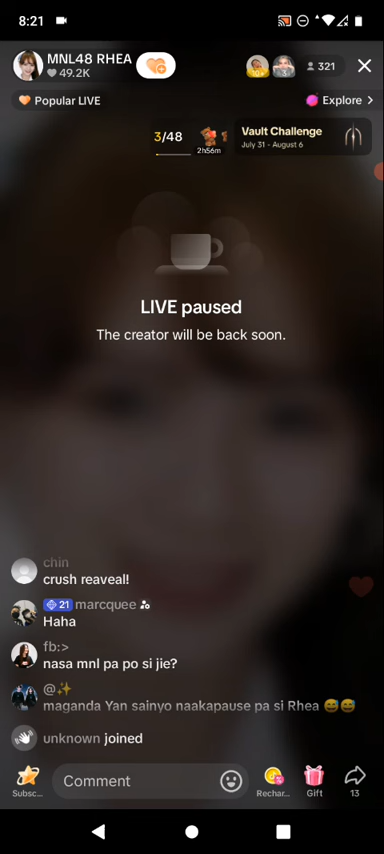 8:21
MNL48 RHEA
49.2K
321
Popular LIVE
Explore
3/48
2h56m
Vault Challenge
July 31 - August 6
LIVE paused
The creator will be back soon.
chin
crush reaveal!
21 marcquee
Haha
fb:>
nasa mnl pa po si jie?
@✨
maganda Yan sainyo naakapause pa si Rhea 😅😅
unknown joined
Subsc...
Comment
Rechar...
Gift
13